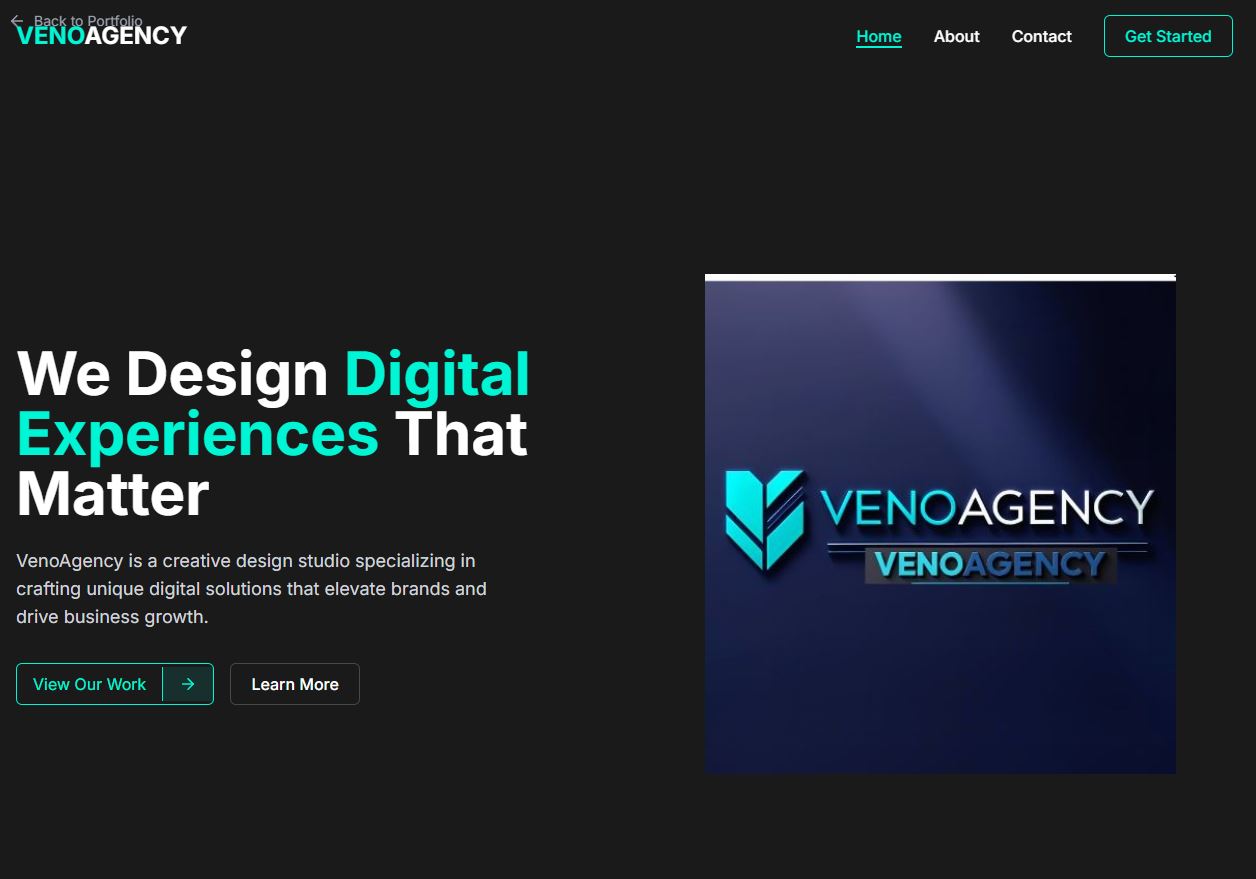 Back to Portfolio
VENOAGENCY
Home About Contact Get Started
We Design Digital
Experiences That
Matter
VenoAgency is a creative design studio specializing in
crafting unique digital solutions that elevate brands and
drive business growth.
View Our Work Learn More
VENOAGENCY
VENOAGENCY